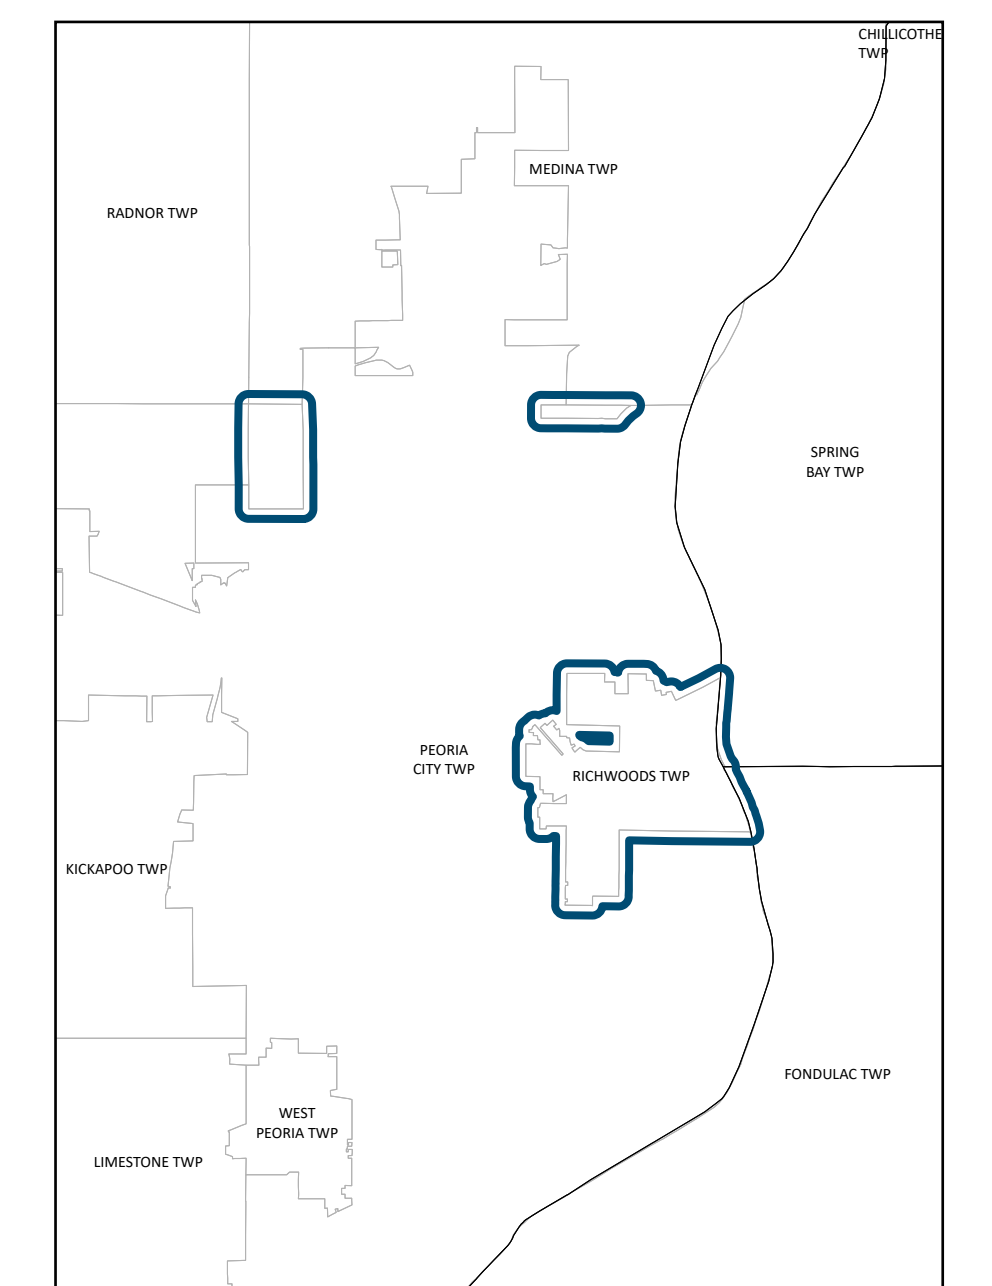 CHILLICOTHE
TWP
MEDINA TWP
RADNOR TWP
SPRING
BAY TWP
PEORIA
CITY TWP
RICHWOODS TWP
KICKAPOO TWP
FONDULAC TWP
WEST
PEORIA TWP
LIMESTONE TWP